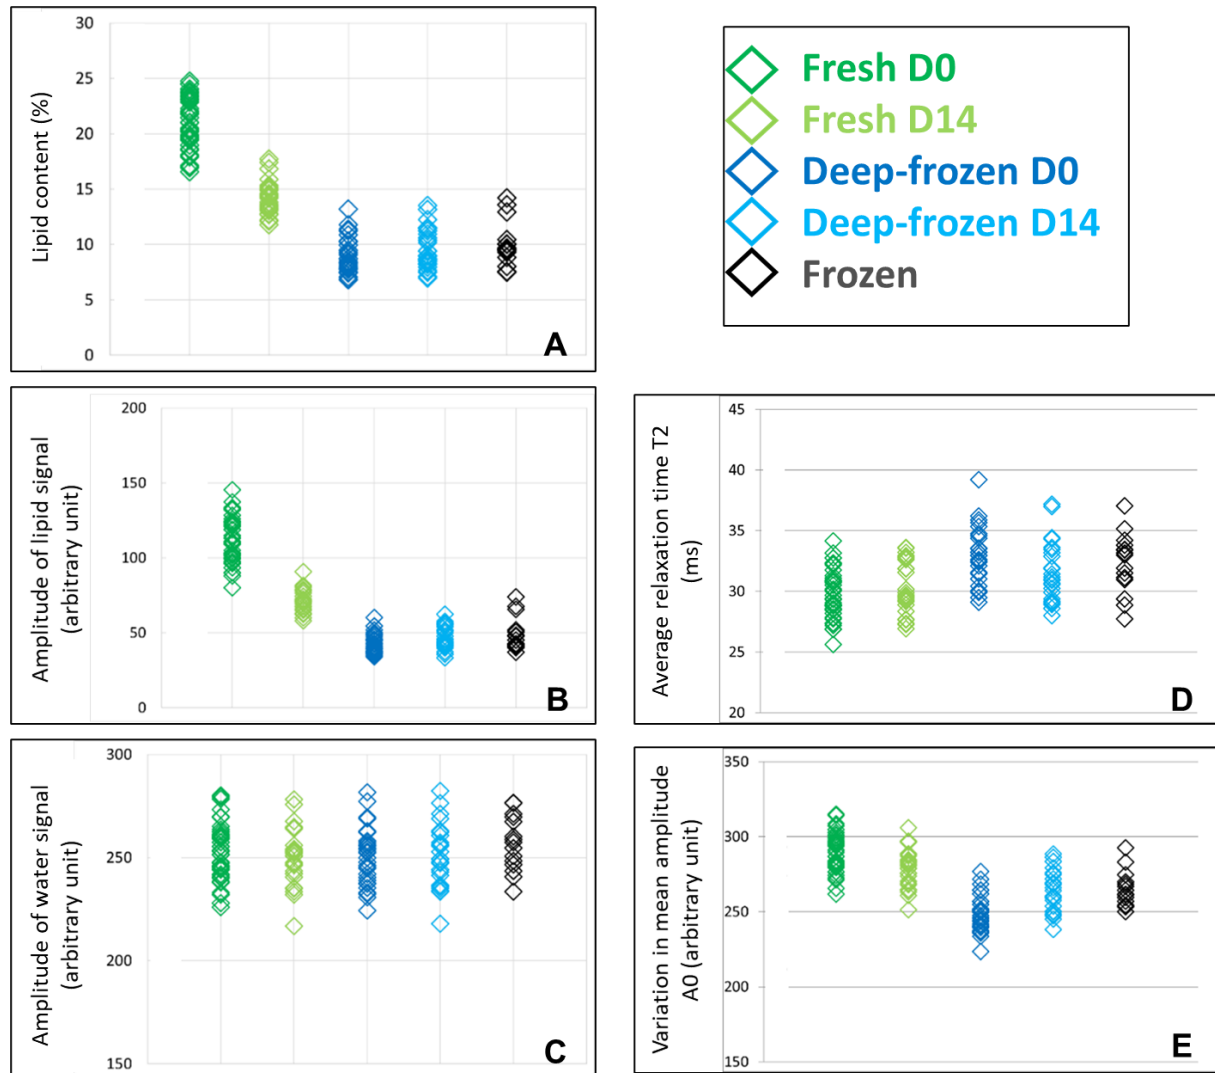 30
25
20
15
10
5
0
Lipid content (%)
A
Fresh D0
Fresh D14
Deep-frozen D0
Deep-frozen D14
Frozen
200
150
100
50
0
Amplitude of lipid signal
(arbitrary unit)
B
45
40
35
30
25
20
Average relaxation time T2
(ms)
D
300
250
200
150
Amplitude of water signal
(arbitrary unit)
C
350
300
250
200
150
Variation in mean amplitude
A0 (arbitrary unit)
E